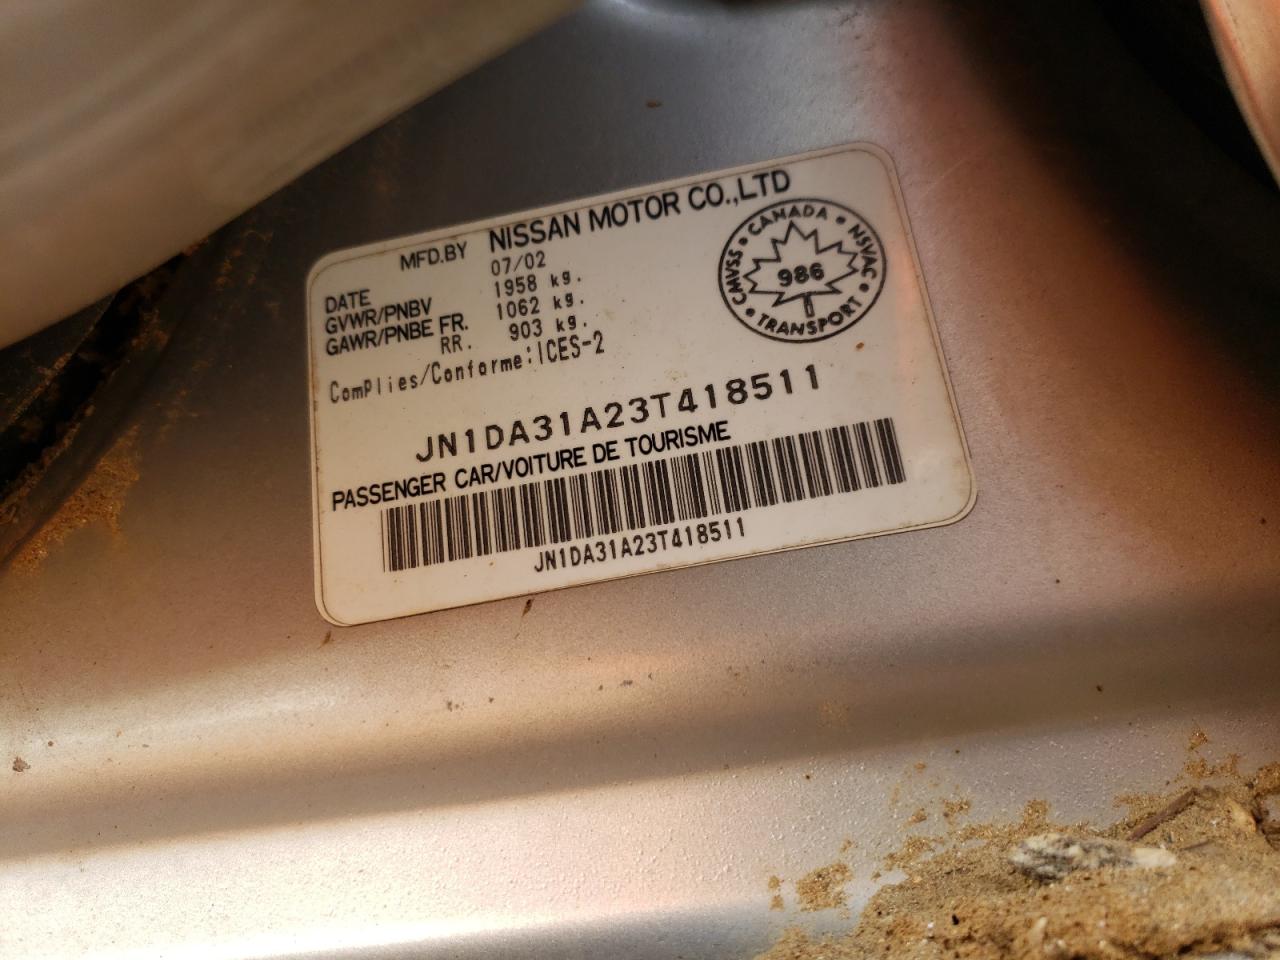 MFD.BY NISSAN MOTOR CO.,LTD
DATE 07/02
GVWR/PNBV 1958 kg.
GAWR/PNBE FR. 1062 kg.
RR. 903 kg.
ComPlies/Conforme:ICES-2
CANADA • NSVAC • TRANSPORT • CMVSS •
986
JN1DA31A23T418511
PASSENGER CAR/VOITURE DE TOURISME
JN1DA31A23T418511